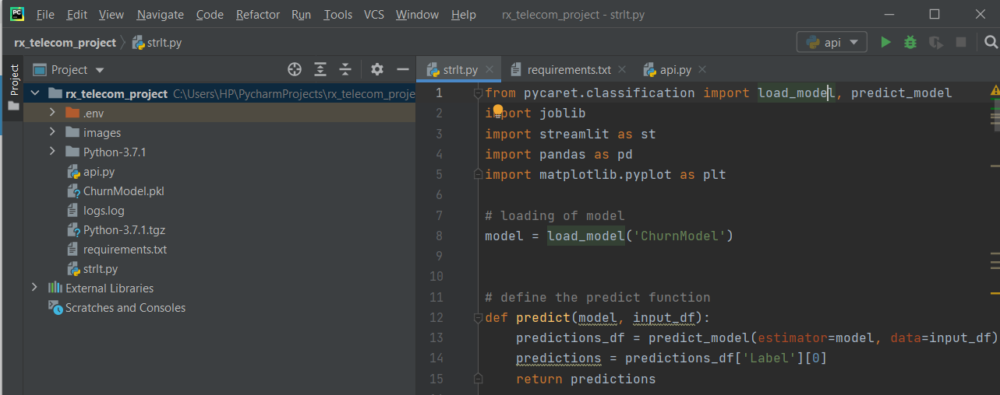 PC File Edit View Navigate Code Refactor Run Tools VCS Window Help rx_telecom_project - strlt.py
rx_telecom_project strlt.py api
Project
Project
strlt.py requirements.txt api.py
rx_telecom_project C:\Users\HP\PycharmProjects\rx_telecom_proje
.env
images
Python-3.7.1
api.py
ChurnModel.pkl
logs.log
Python-3.7.1.tgz
requirements.txt
strlt.py
External Libraries
Scratches and Consoles
1 from pycaret.classification import load_model, predict_model
2 import joblib
3 import streamlit as st
4 import pandas as pd
5 import matplotlib.pyplot as plt
6
7 # loading of model
8 model = load_model('ChurnModel')
9
10
11 # define the predict function
12 def predict(model, input_df):
13 predictions_df = predict_model(estimator=model, data=input_df)
14 predictions = predictions_df['Label'][0]
15 return predictions